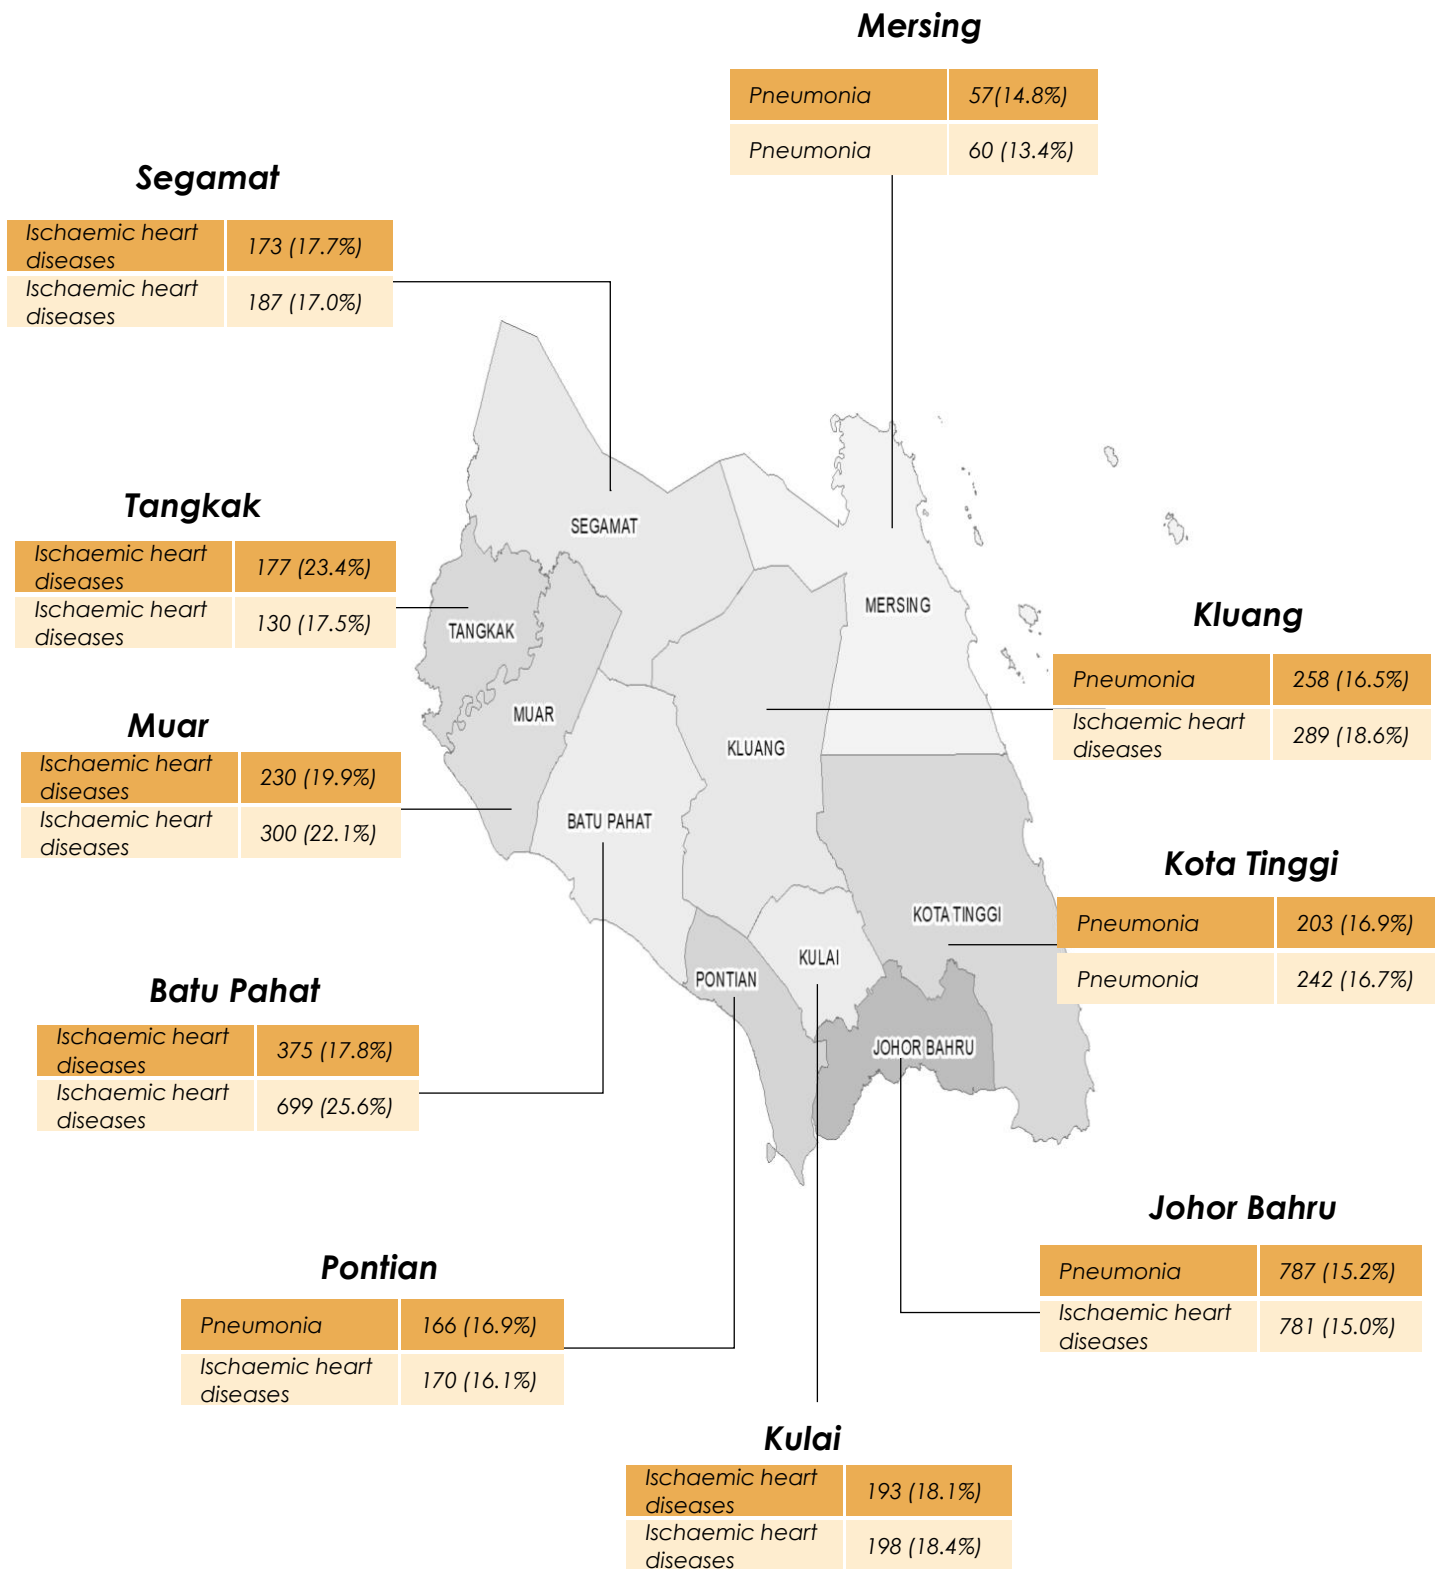 Mersing
Pneumonia 57(14.8%)
Pneumonia 60 (13.4%)
Segamat
Ischaemic heart
diseases 173 (17.7%)
Ischaemic heart
diseases 187 (17.0%)
Tangkak
Ischaemic heart
diseases 177 (23.4%)
Ischaemic heart
diseases 130 (17.5%)
Muar
Ischaemic heart
diseases 230 (19.9%)
Ischaemic heart
diseases 300 (22.1%)
Batu Pahat
Ischaemic heart
diseases 375 (17.8%)
Ischaemic heart
diseases 699 (25.6%)
Pontian
Pneumonia 166 (16.9%)
Ischaemic heart
diseases 170 (16.1%)
Kulai
Ischaemic heart
diseases 193 (18.1%)
Ischaemic heart
diseases 198 (18.4%)
Johor Bahru
Pneumonia 787 (15.2%)
Ischaemic heart
diseases 781 (15.0%)
Kota Tinggi
Pneumonia 203 (16.9%)
Pneumonia 242 (16.7%)
Kluang
Pneumonia 258 (16.5%)
Ischaemic heart
diseases 289 (18.6%)
SEGAMAT
MERSING
TANGKAK
MUAR
KLUANG
BATU PAHAT
KOTA TINGGI
KULAI
PONTIAN
JOHOR BAHRU